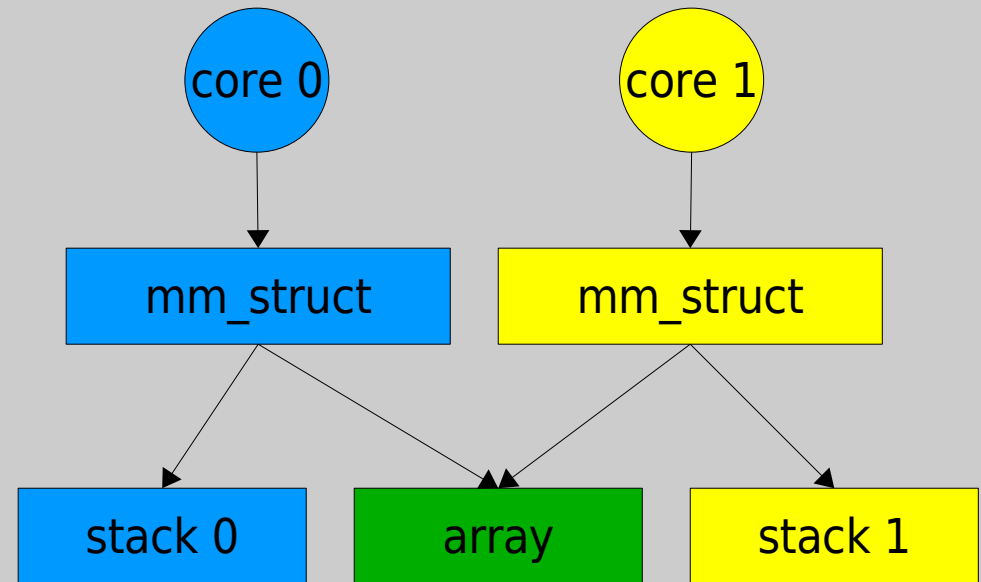 core 0
core 1
mm_struct
mm_struct
stack 0
array
stack 1